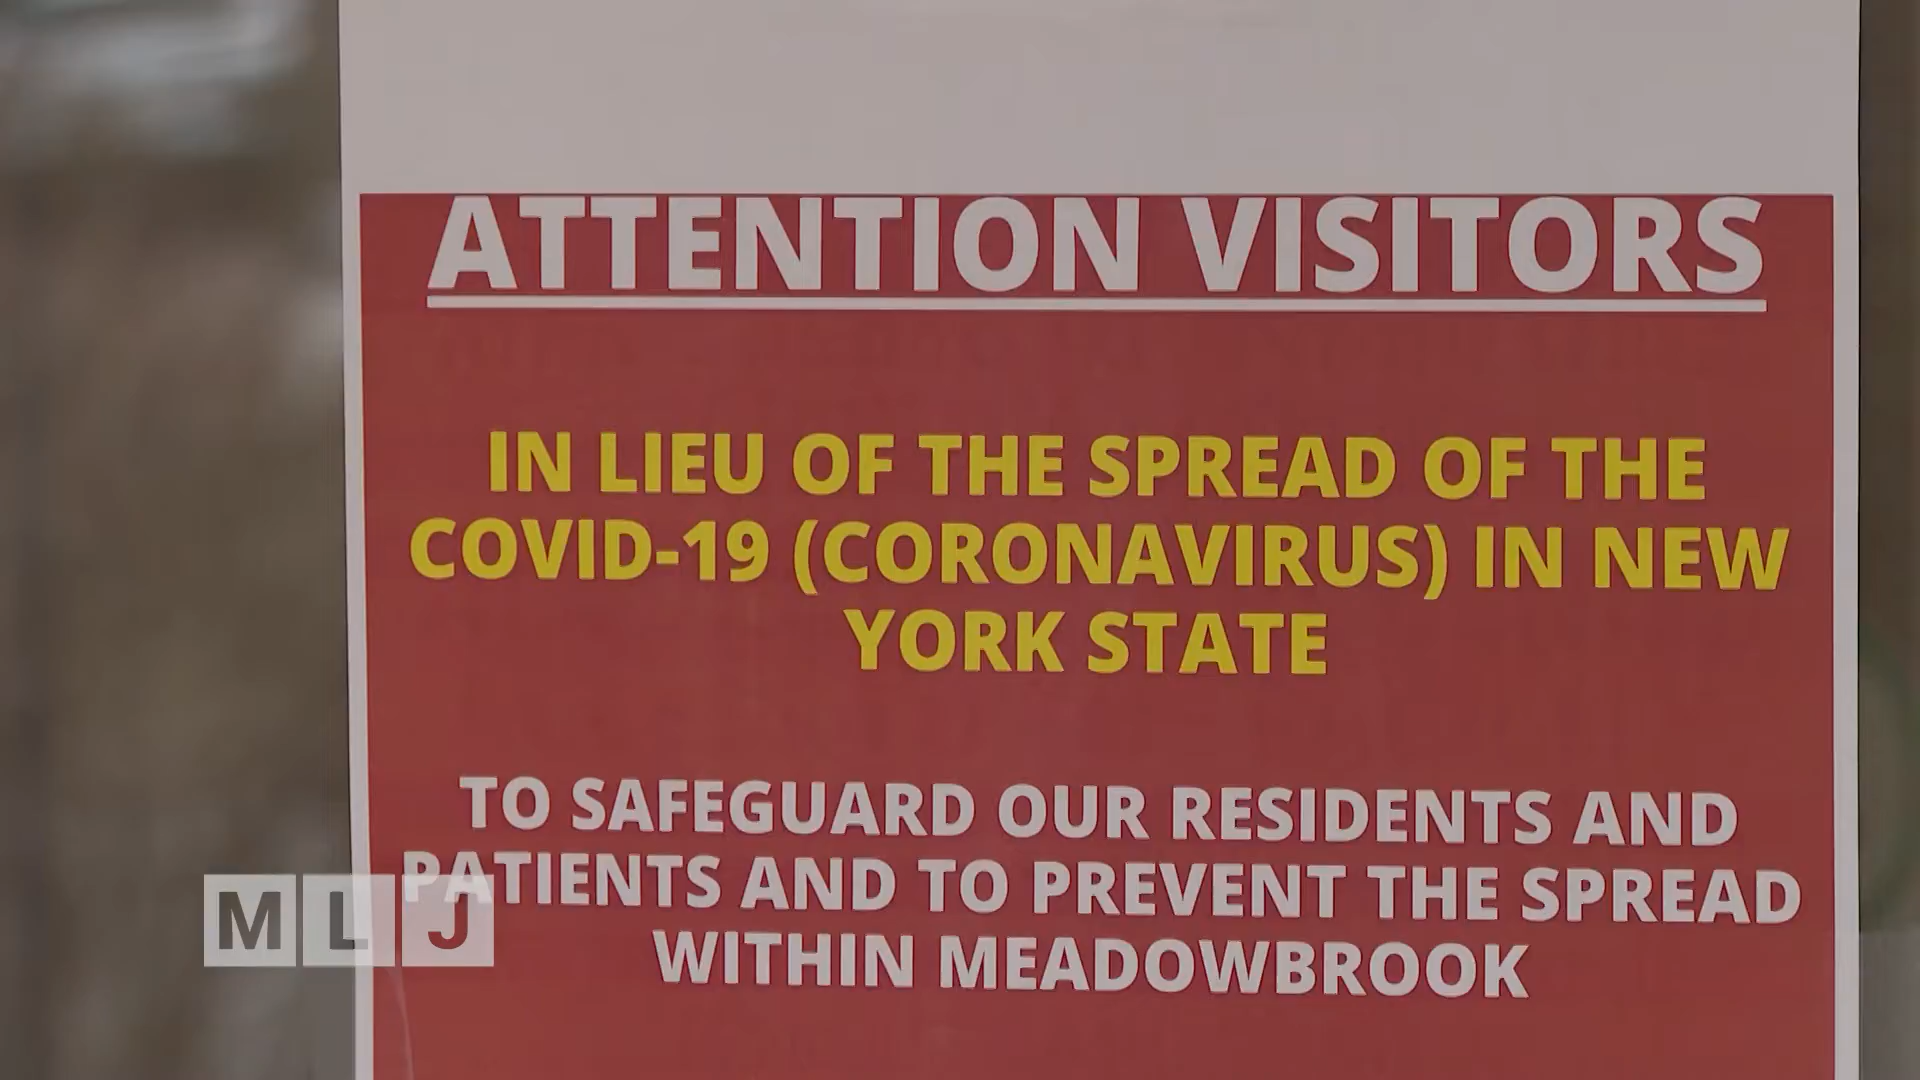 ATTENTION VISITORS
IN LIEU OF THE SPREAD OF THE
COVID-19 (CORONAVIRUS) IN NEW
YORK STATE
TO SAFEGUARD OUR RESIDENTS AND
PATIENTS AND TO PREVENT THE SPREAD
WITHIN MEADOWBROOK
MLJ